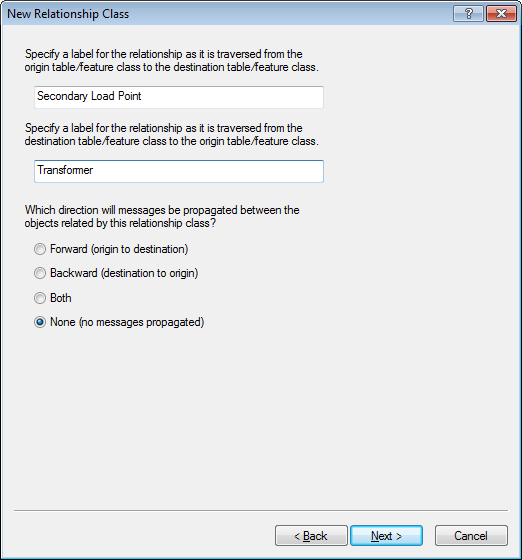 New Relationship Class
?
Specify a label for the relationship as it is traversed from the
origin table/feature class to the destination table/feature class.
Secondary Load Point
Specify a label for the relationship as it is traversed from the
destination table/feature class to the origin table/feature class.
Transformer
Which direction will messages be propagated between the
objects related by this relationship class?
Forward (origin to destination)
Backward (destination to origin)
Both
None (no messages propagated)
< Back Next > Cancel